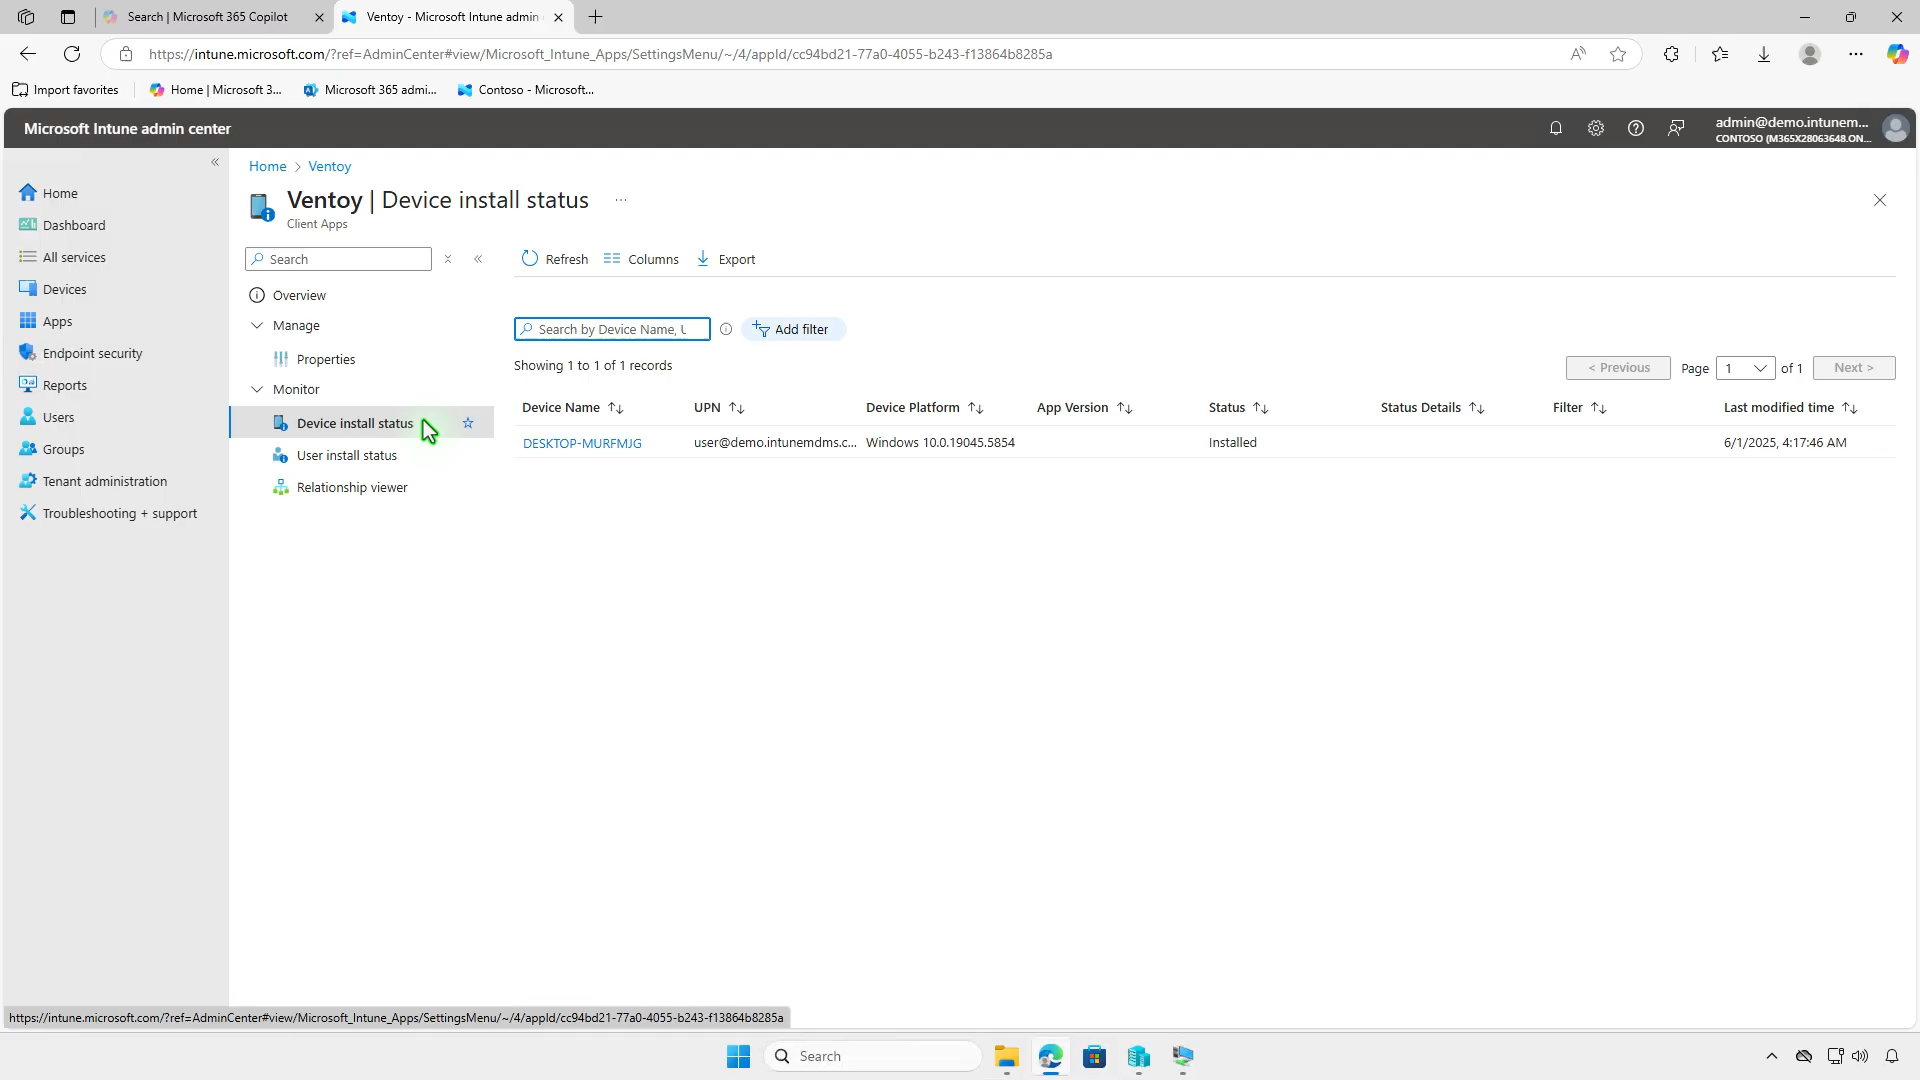 Search | Microsoft 365 Copilot
Ventoy - Microsoft Intune admin
https://intune.microsoft.com/?ref=AdminCenter#view/Microsoft_Intune_Apps/SettingsMenu/~/4/appId/cc94bd21-77a0-4055-b243-f13864b8285a
Import favorites
Home | Microsoft 3...
Microsoft 365 admi...
Contoso - Microsoft...
Microsoft Intune admin center
admin@demo.intunem...
CONTOSO (M365X28063648.ON...
Home
Dashboard
All services
Devices
Apps
Endpoint security
Reports
Users
Groups
Tenant administration
Troubleshooting + support
Home > Ventoy
Ventoy | Device install status
Client Apps
Search
Overview
Manage
Properties
Monitor
Device install status
User install status
Relationship viewer
Refresh
Columns
Export
Search by Device Name, U
Add filter
Showing 1 to 1 of 1 records
< Previous
Page 1 of 1
Next >
Device Name
UPN
Device Platform
App Version
Status
Status Details
Filter
Last modified time
DESKTOP-MURFMJG
user@demo.intunemdms.c...
Windows 10.0.19045.5854
Installed
6/1/2025, 4:17:46 AM
https://intune.microsoft.com/?ref=AdminCenter#view/Microsoft_Intune_Apps/SettingsMenu/~/4/appId/cc94bd21-77a0-4055-b243-f13864b8285a
Search